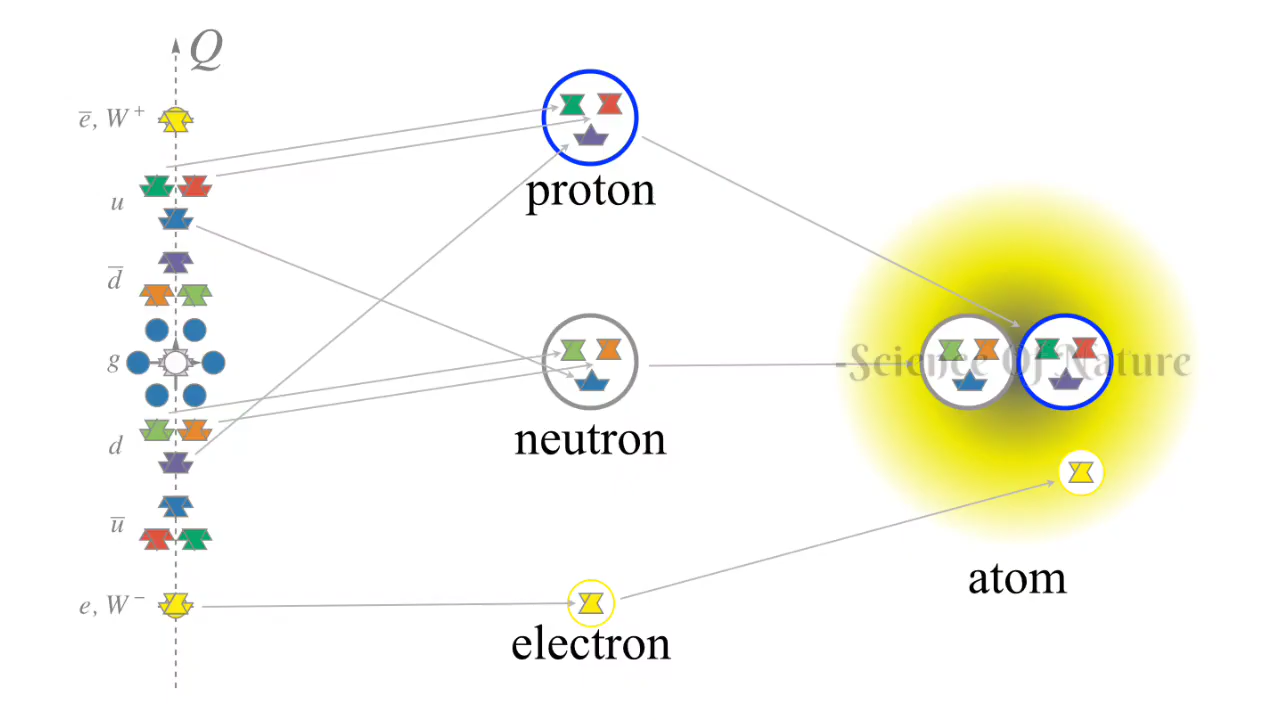 Q
e̅, W⁺
u
d̅
g
d
u̅
e, W⁻
proton
neutron
electron
Science Of Nature
atom